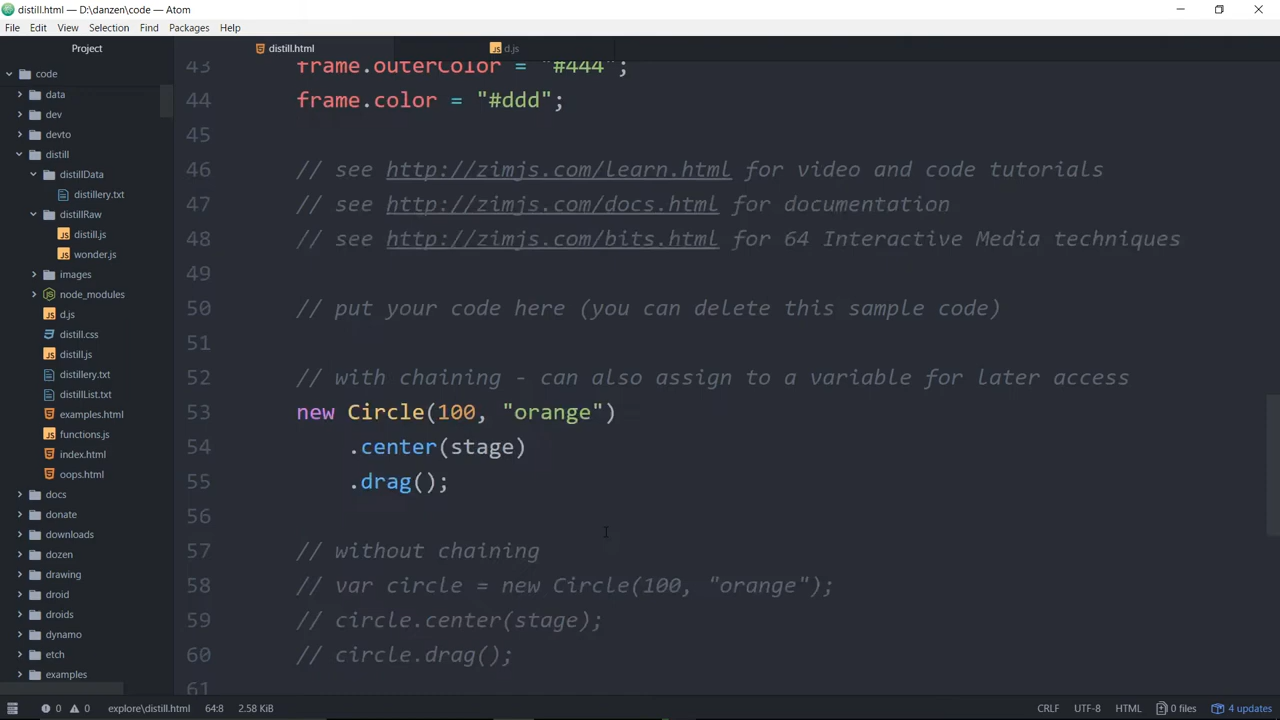 distill.html — D:\danzen\code — Atom
File Edit View Selection Find Packages Help
Project
distill.html
d.js
code
data
dev
devto
distill
distillData
distillery.txt
distillRaw
distill.js
wonder.js
images
node_modules
d.js
distill.css
distill.js
distillery.txt
distillList.txt
examples.html
functions.js
index.html
oops.html
docs
donate
downloads
dozen
drawing
droid
droids
dynamo
etch
examples
43 frame.outerColor = "#444";
44 frame.color = "#ddd";
45
46 // see http://zimjs.com/learn.html for video and code tutorials
47 // see http://zimjs.com/docs.html for documentation
48 // see http://zimjs.com/bits.html for 64 Interactive Media techniques
49
50 // put your code here (you can delete this sample code)
51
52 // with chaining - can also assign to a variable for later access
53 new Circle(100, "orange")
54 .center(stage)
55 .drag();
56
57 // without chaining
58 // var circle = new Circle(100, "orange");
59 // circle.center(stage);
60 // circle.drag();
61
0 0 explore\distill.html 64:8 2.58 KiB CRLF UTF-8 HTML 0 files 4 updates